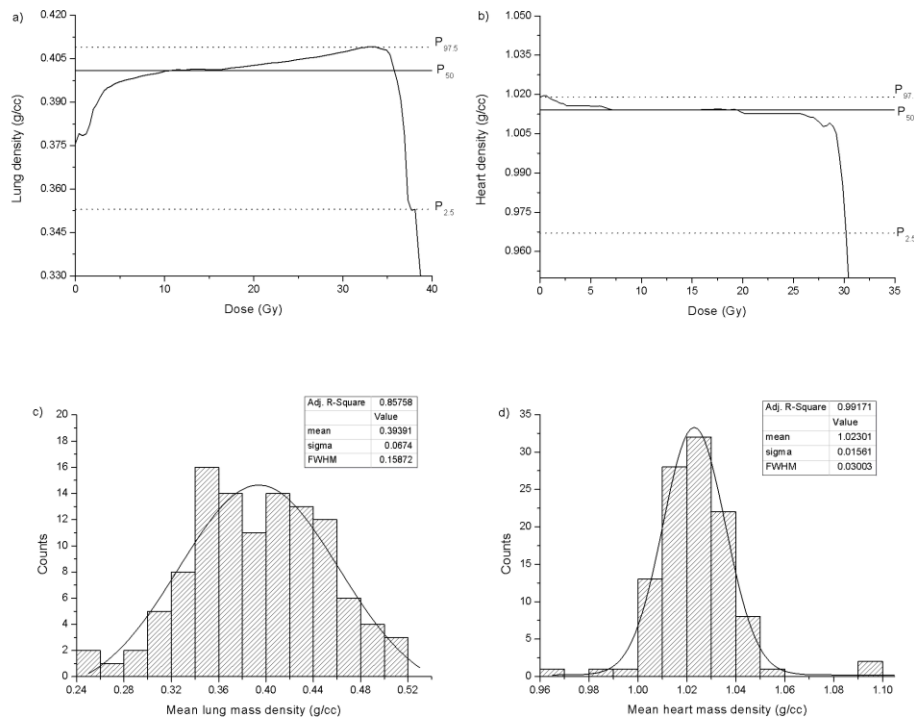 a)
Lung density (g/cc)
0.420
0.405
0.390
0.375
0.360
0.345
0.330
P97.5
P50
P2.5
0 10 20 30 40
Dose (Gy)
b)
Heart density (g/cc)
1.050
1.035
1.020
1.005
0.990
0.975
0.960
P97.
P50
P2.5
0 5 10 15 20 25 30 35
Dose (Gy)
c)
Counts
20
18
16
14
12
10
8
6
4
2
0
Adj. R-Square 0.85758
Value
mean 0.39391
sigma 0.0674
FWHM 0.15872
0.24 0.28 0.32 0.36 0.40 0.44 0.48 0.52
Mean lung mass density (g/cc)
d)
Counts
35
30
25
20
15
10
5
0
Adj. R-Square 0.99171
Value
mean 1.02301
sigma 0.01561
FWHM 0.03003
0.96 0.98 1.00 1.02 1.04 1.06 1.08 1.10
Mean heart mass density (g/cc)